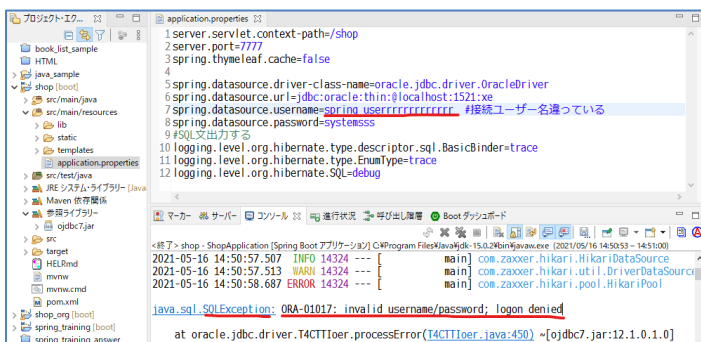 プロジェクト・エク...
book_list_sample
HTML
java_sample
shop [boot]
src/main/java
src/main/resources
lib
static
templates
application.properties
src/test/java
JRE システム・ライブラリー [Java
Maven 依存関係
参照ライブラリー
ojdbc7.jar
src
target
HELP.md
mvnw
mvnw.cmd
pom.xml
shop_org [boot]
spring_training [boot]
spring_training_answer
application.properties
1 server.servlet.context-path=/shop
2 server.port=7777
3 spring.thymeleaf.cache=false
4
5 spring.datasource.driver-class-name=oracle.jdbc.driver.OracleDriver
6 spring.datasource.url=jdbc:oracle:thin:@localhost:1521:xe
7 spring.datasource.username=spring_userrrrrrrrrrrrr #接続ユーザー名違っている
8 spring.datasource.password=systemsss
9 #SQL文出力する
10 logging.level.org.hibernate.type.descriptor.sql.BasicBinder=trace
11 logging.level.org.hibernate.type.EnumType=trace
12 logging.level.org.hibernate.SQL=debug
マーカー サーバー コンソール 進行状況 呼び出し階層 Boot ダッシュボード
<終了> shop - ShopApplication [Spring Boot アプリケーション] C:¥Program Files¥Java¥jdk-15.0.2¥bin¥javaw.exe (2021/05/16 14:50:53 – 14:51:00)
2021-05-16 14:50:57.507 INFO 14324 --- [ main] com.zaxxer.hikari.HikariDataSource
2021-05-16 14:50:57.513 WARN 14324 --- [ main] com.zaxxer.hikari.util.DriverDataSource
2021-05-16 14:50:58.687 ERROR 14324 --- [ main] com.zaxxer.hikari.pool.HikariPool
java.sql.SQLException: ORA-01017: invalid username/password; logon denied
at oracle.jdbc.driver.T4CTTIoer.processError(T4CTTIoer.java:450) ~[ojdbc7.jar:12.1.0.1.0]